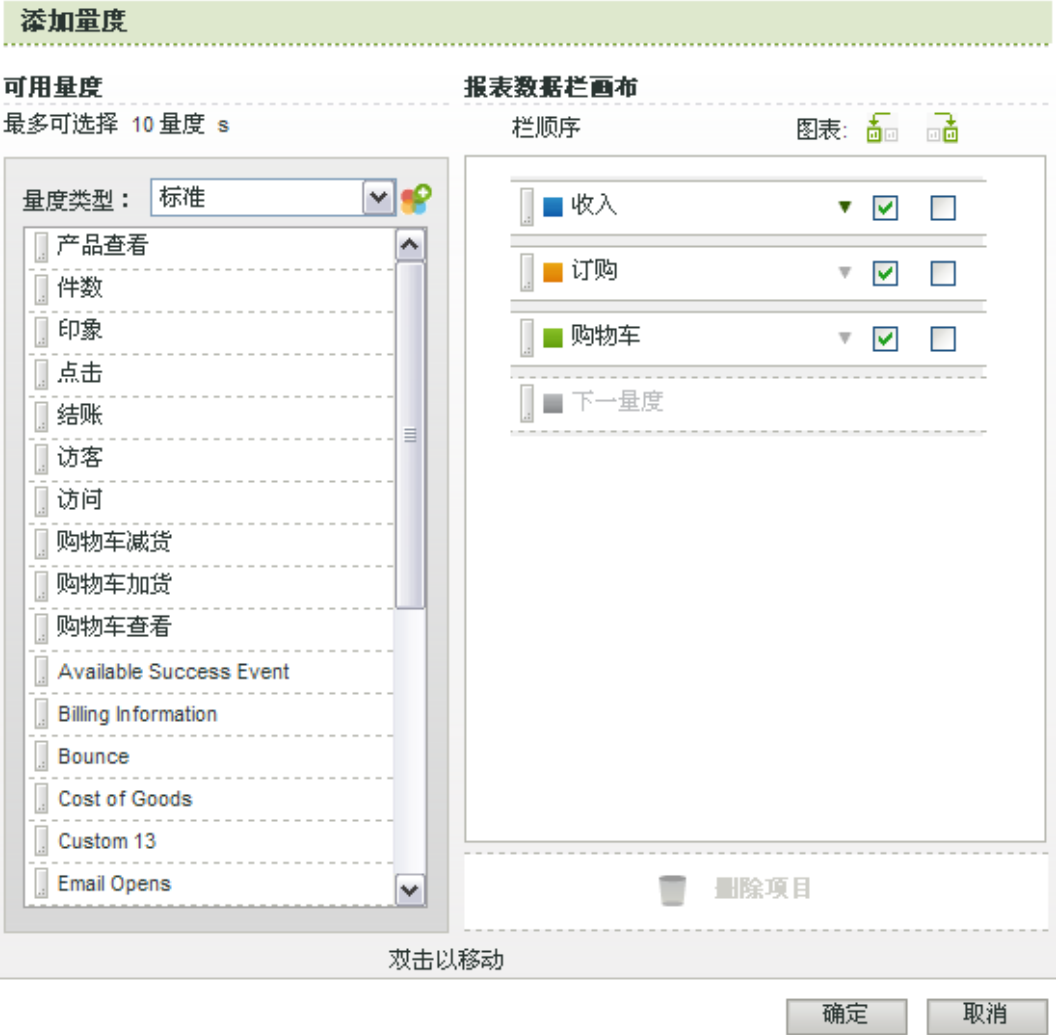 添加量度
可用量度
最多可选择 10 量度 s
量度类型：
标准
产品查看
件数
印象
点击
结账
访客
访问
购物车减货
购物车加货
购物车查看
Available Success Event
Billing Information
Bounce
Cost of Goods
Custom 13
Email Opens
报表数据栏画布
栏顺序 图表:
收入
订购
购物车
下一量度
删除项目
双击以移动
确定 取消